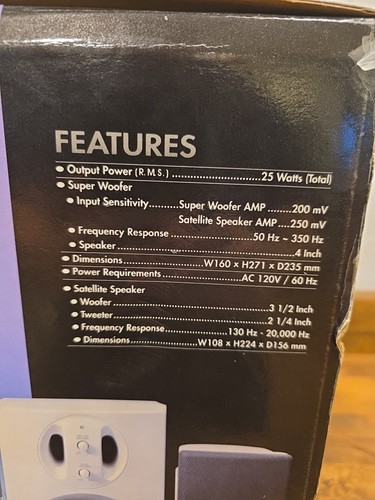 FEATURES
● Output Power (R.M.S.) ............................25 Watts (Total)
● Super Woofer
● Input Sensitivity.........Super Woofer AMP ........200 mV
Satellite Speaker AMP....250 mV
● Frequency Response ..........................50 Hz ~ 350 Hz
● Speaker.......................................................4 Inch
● Dimensions..........................W160 x H271 x D235 mm
● Power Requirements..........................AC 120V / 60 Hz
● Satellite Speaker
● Woofer.................................................3 1/2 Inch
● Tweeter.................................................2 1/4 Inch
● Frequency Response....................130 Hz - 20,000 Hz
● Dimensions......................W108 x H224 x D156 mm